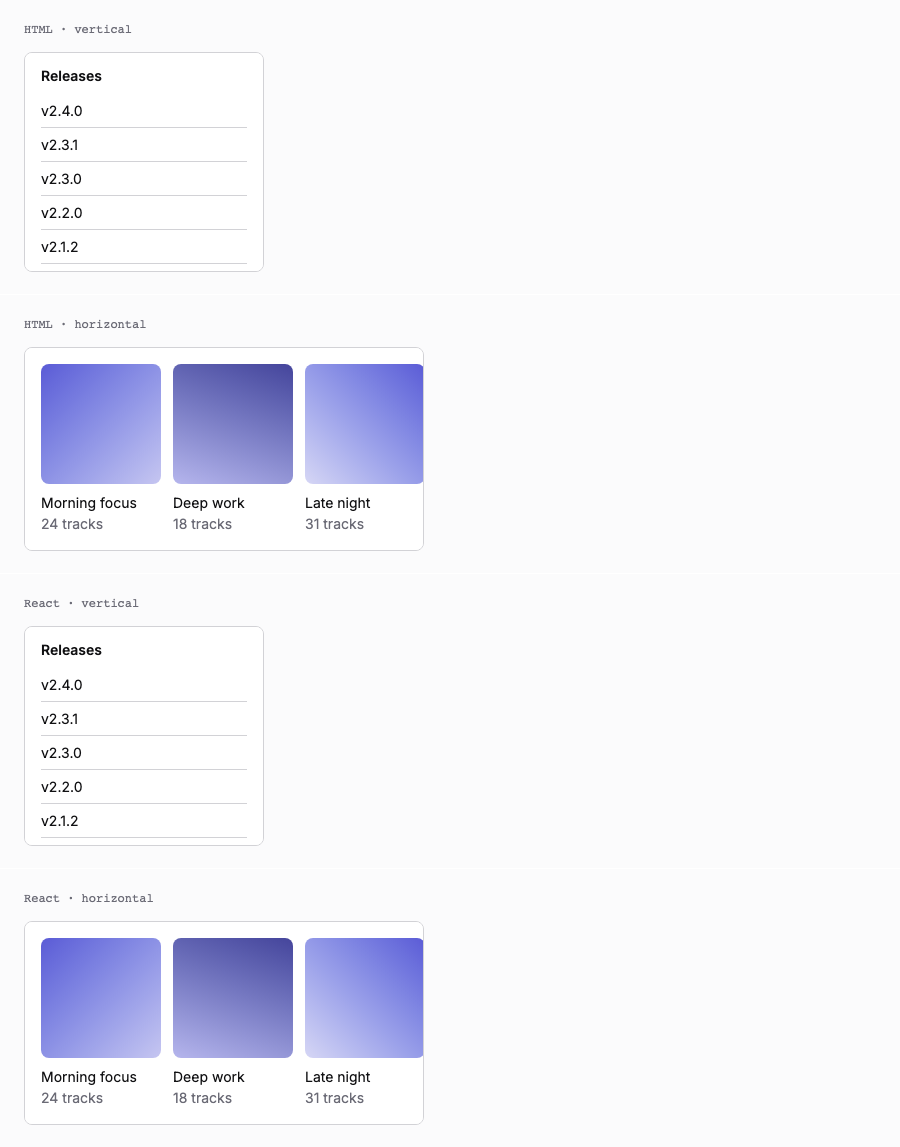 HTML · vertical
Releases
v2.4.0
v2.3.1
v2.3.0
v2.2.0
v2.1.2
HTML · horizontal
Morning focus
24 tracks
Deep work
18 tracks
Late night
31 tracks
React · vertical
Releases
v2.4.0
v2.3.1
v2.3.0
v2.2.0
v2.1.2
React · horizontal
Morning focus
24 tracks
Deep work
18 tracks
Late night
31 tracks